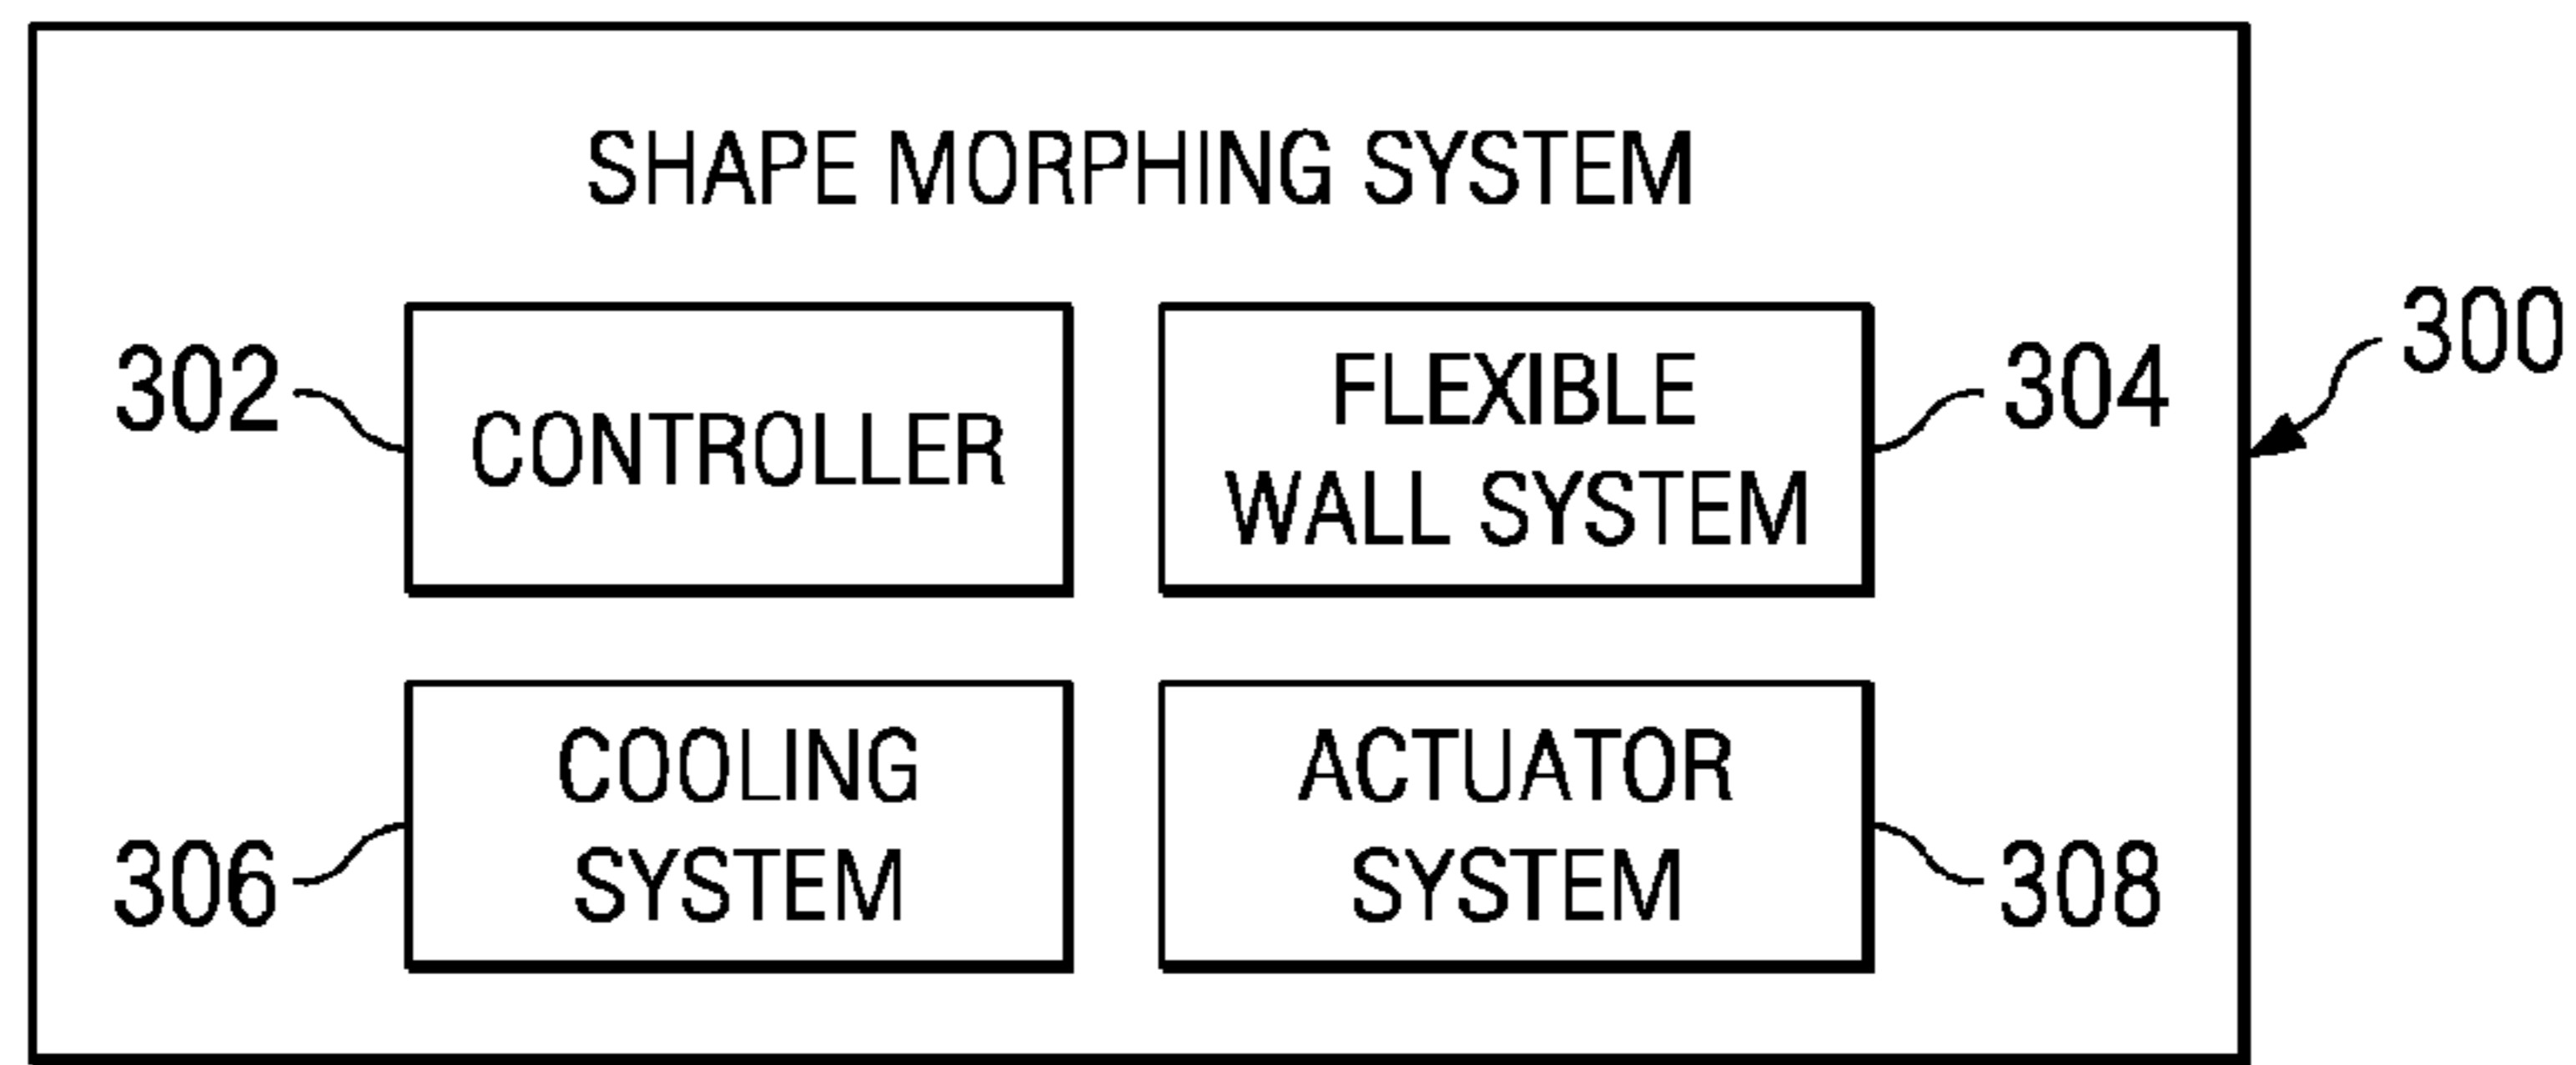 SHAPE MORPHING SYSTEM
300
302
CONTROLLER
FLEXIBLE
WALL SYSTEM
304
306
COOLING
SYSTEM
ACTUATOR
SYSTEM
308